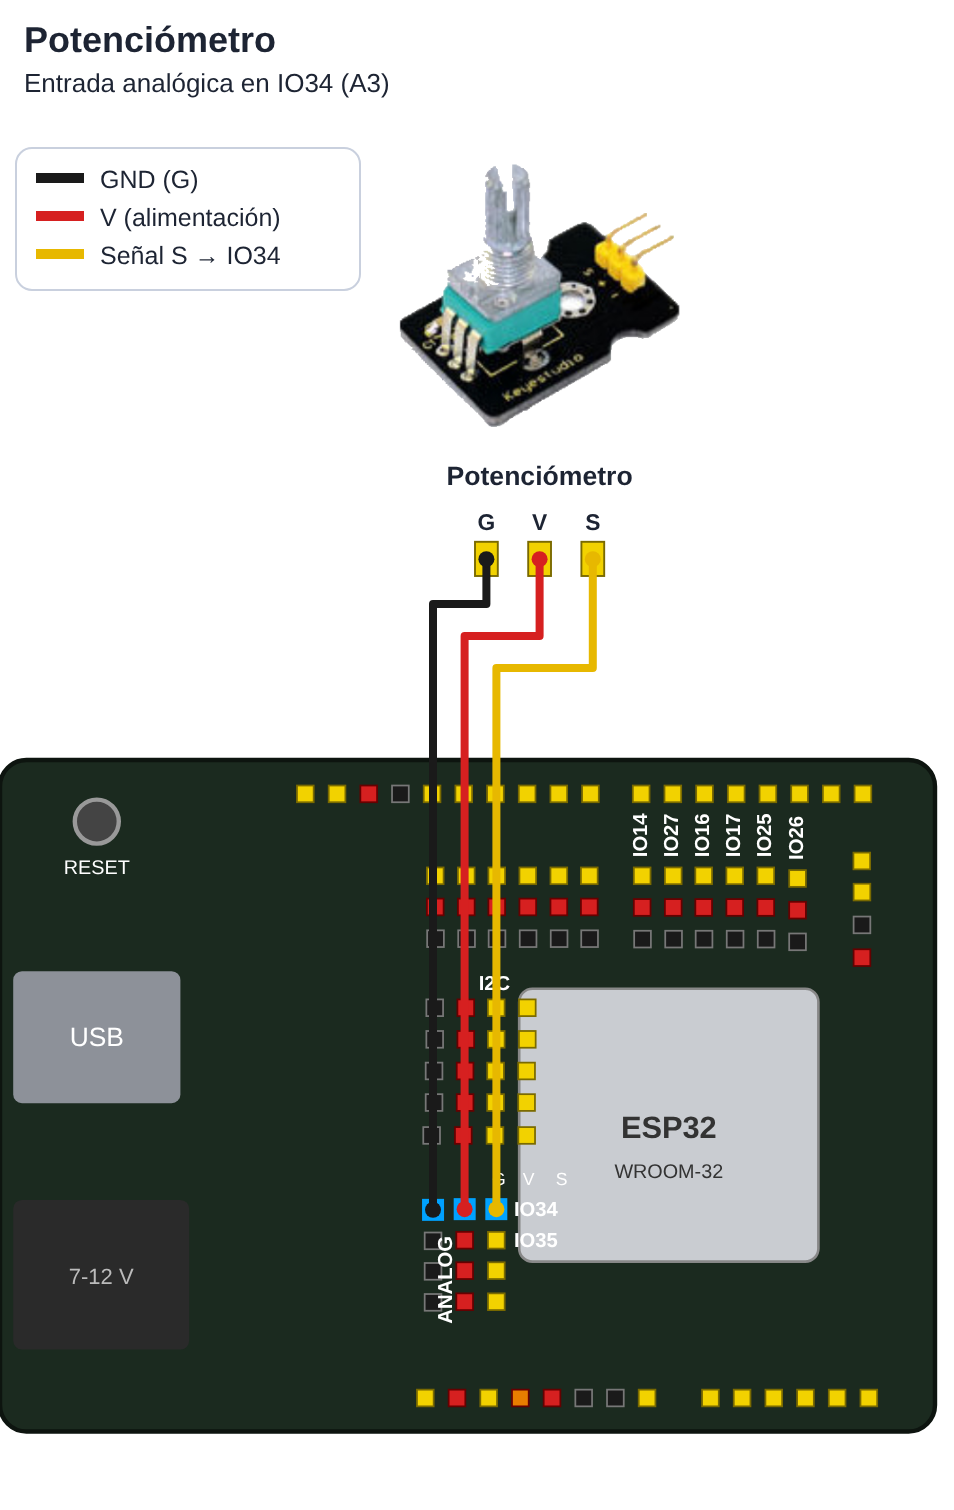 Potenciómetro
Entrada analógica en IO34 (A3)
GND (G)
V (alimentación)
Señal S → IO34
Keyestudio
Potenciómetro
G V S
RESET
IO14 IO27 IO16 IO17 IO25 IO26
I2C
USB
ESP32
WROOM-32
G V S
IO34
IO35
ANALOG
7-12 V